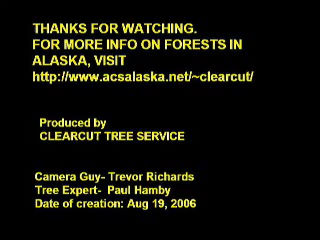 THANKS FOR WATCHING.
FOR MORE INFO ON FORESTS IN
ALASKA, VISIT
http://www.acsalaska.net/~clearcut/
Produced by
CLEARCUT TREE SERVICE
Camera Guy- Trevor Richards
Tree Expert- Paul Hamby
Date of creation: Aug 19, 2006